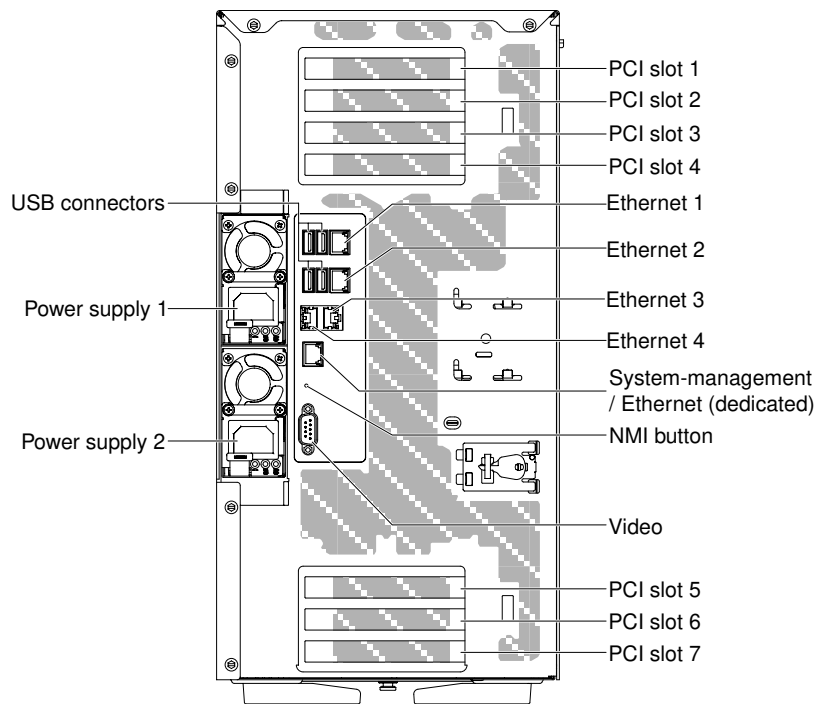 PCI slot 1
PCI slot 2
PCI slot 3
PCI slot 4
USB connectors
Ethernet 1
Ethernet 2
Power supply 1
Ethernet 3
Ethernet 4
System-management
/ Ethernet (dedicated)
Power supply 2
NMI button
Video
PCI slot 5
PCI slot 6
PCI slot 7